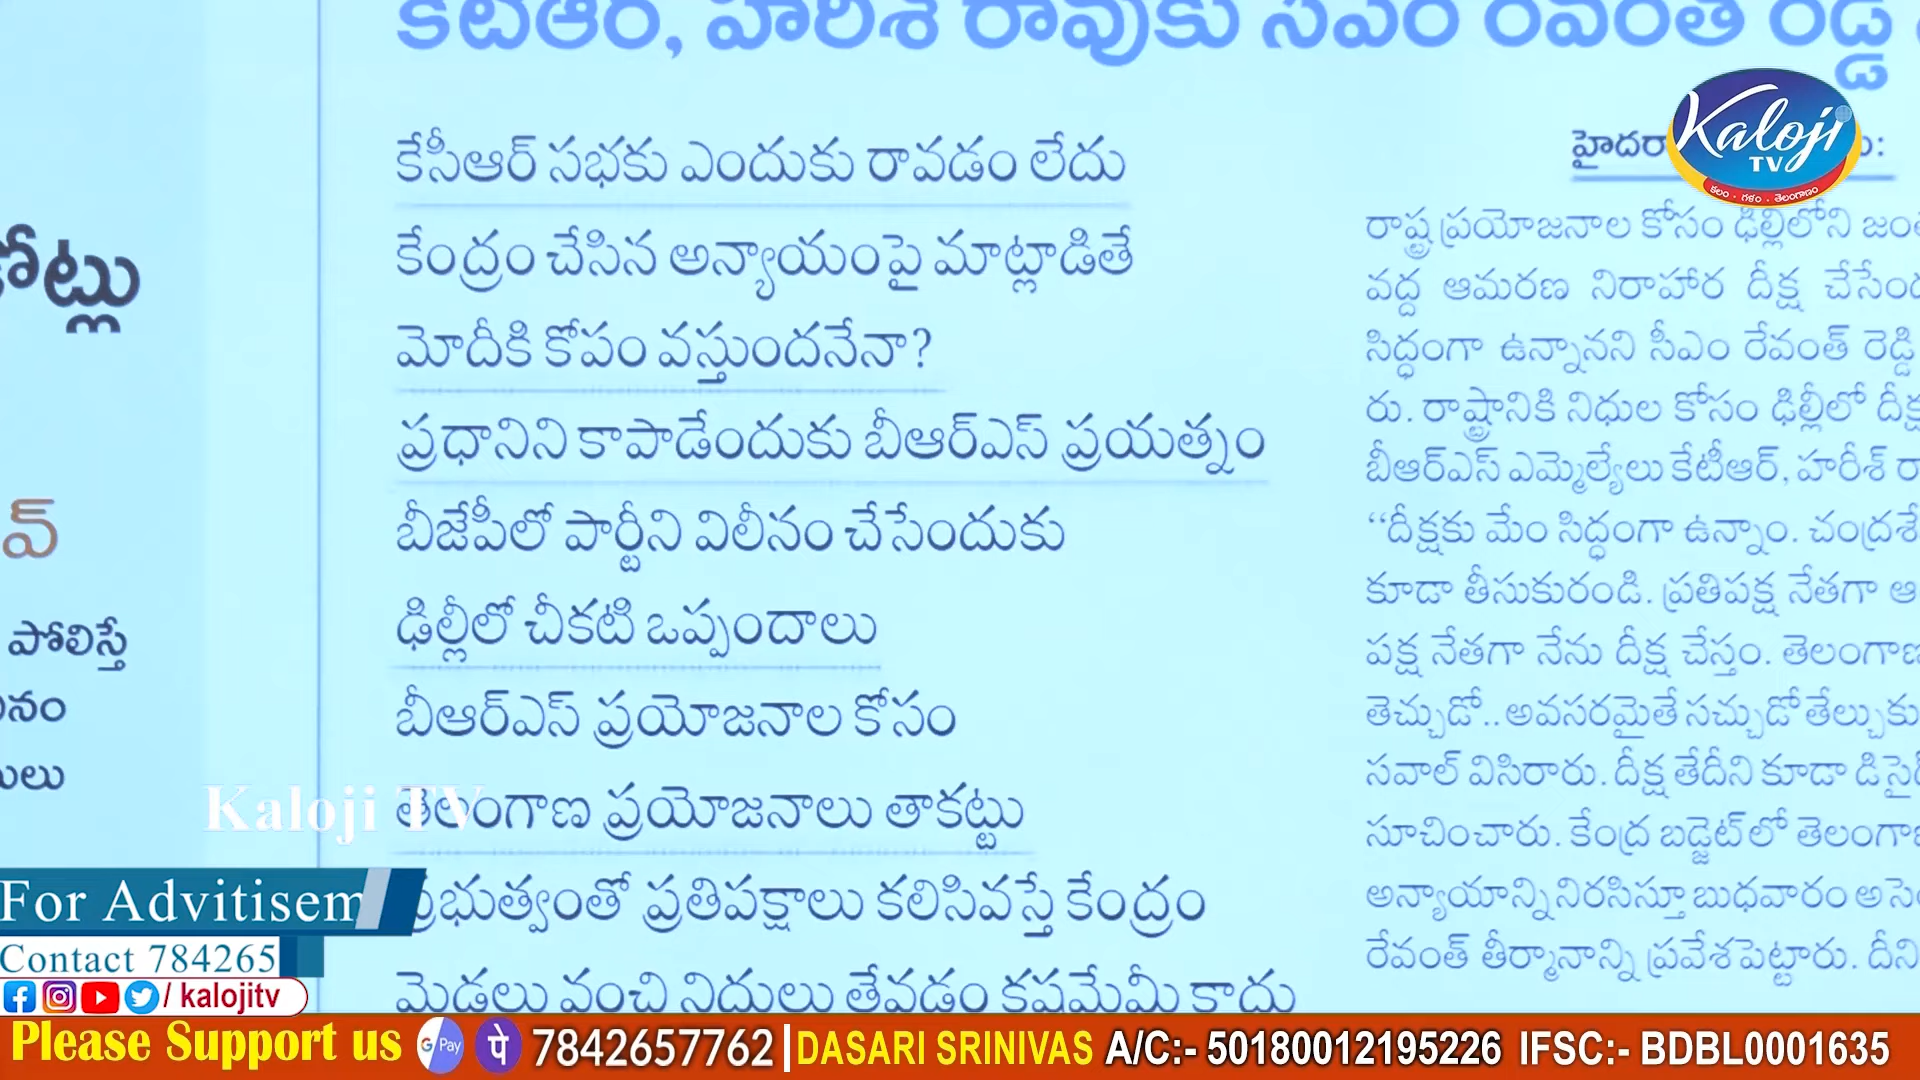 కేటీఆర్, హరీశ్ రావుకు సీఎం రేవంత్ రెడ్డి
కేసీఆర్ సభకు ఎందుకు రావడం లేదు
కేంద్రం చేసిన అన్యాయంపై మాట్లాడితే
మోదీకి కోపం వస్తుందనేనా?
ప్రధానిని కాపాడేందుకు బీఆర్ఎస్ ప్రయత్నం
బీజేపీలో పార్టీని విలీనం చేసేందుకు
ఢిల్లీలో చీకటి ఒప్పందాలు
బీఆర్ఎస్ ప్రయోజనాల కోసం
తెలంగాణ ప్రయోజనాలు తాకట్టు
ప్రభుత్వంతో ప్రతిపక్షాలు కలిసివస్తే కేంద్రం
మెడలు వంచి నిధులు తేవడం కష్టమేమీ కాదు
రాష్ట్ర ప్రయోజనాల కోసం ఢిల్లీలోని
వద్ద ఆమరణ నిరాహార దీక్ష
సిద్ధంగా ఉన్నానని సీఎం రేవంత్ రెడ్డి
రు. రాష్ట్రానికి నిధుల కోసం ఢిల్లీలో
బీఆర్ఎస్ ఎమ్మెల్యేలు కేటీఆర్, హరీశ్
“దీక్షకు మేం సిద్ధంగా ఉన్నాం.
కూడా తీసుకురండి. ప్రతిపక్ష నేతగా
పక్ష నేతగా నేను దీక్ష చేస్తం.
తెచ్చుడో.. అవసరమైతే సచ్చుడో
సవాల్ విసిరారు. దీక్ష తేదీని కూడా
సూచించారు. కేంద్ర బడ్జెట్‌లో
అన్యాయాన్ని నిరసిస్తూ బుధవారం
రేవంత్ తీర్మానాన్ని ప్రవేశపెట్టారు.
పోలిస్తే
Kaloji
TV
కలం · గళం · తెలంగాణం
Kaloji TV
For Advitisem
Contact 784265
/ kalojitv
Please Support us G Pay 7842657762 | DASARI SRINIVAS A/C:- 50180012195226 IFSC:- BDBL0001635